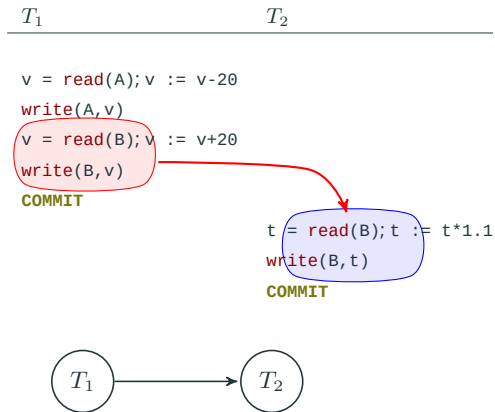 T1 T2
v = read(A); v := v-20
write(A,v)
v = read(B); v := v+20
write(B,v)
COMMIT
t = read(B); t := t*1.1
write(B,t)
COMMIT
T1 T2